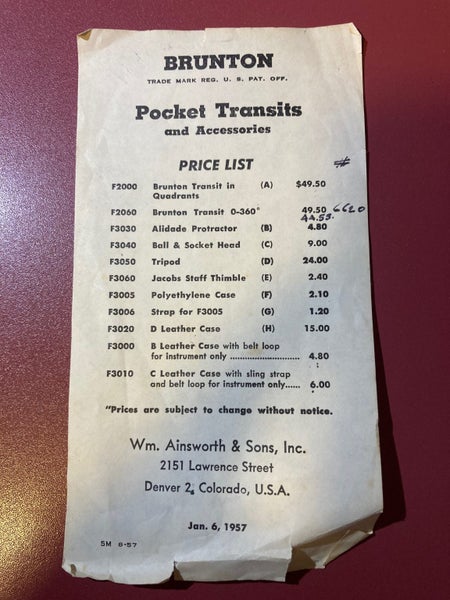 BRUNTON
TRADE MARK REG. U. S. PAT. OFF.
Pocket Transits
and Accessories
PRICE LIST
#
F2000 Brunton Transit in (A) $49.50
Quadrants
F2060 Brunton Transit 0-360° 49.50 6620
44.55
F3030 Alidade Protractor (B) 4.80
F3040 Ball & Socket Head (C) 9.00
F3050 Tripod (D) 24.00
F3060 Jacobs Staff Thimble (E) 2.40
F3005 Polyethylene Case (F) 2.10
F3006 Strap for F3005 (G) 1.20
F3020 D Leather Case (H) 15.00
F3000 B Leather Case with belt loop
for instrument only .......................... 4.80
F3010 C Leather Case with sling strap
and belt loop for instrument only...... 6.00
"Prices are subject to change without notice.
Wm. Ainsworth & Sons, Inc.
2151 Lawrence Street
Denver 2, Colorado, U.S.A.
Jan. 6, 1957
5M 8-57